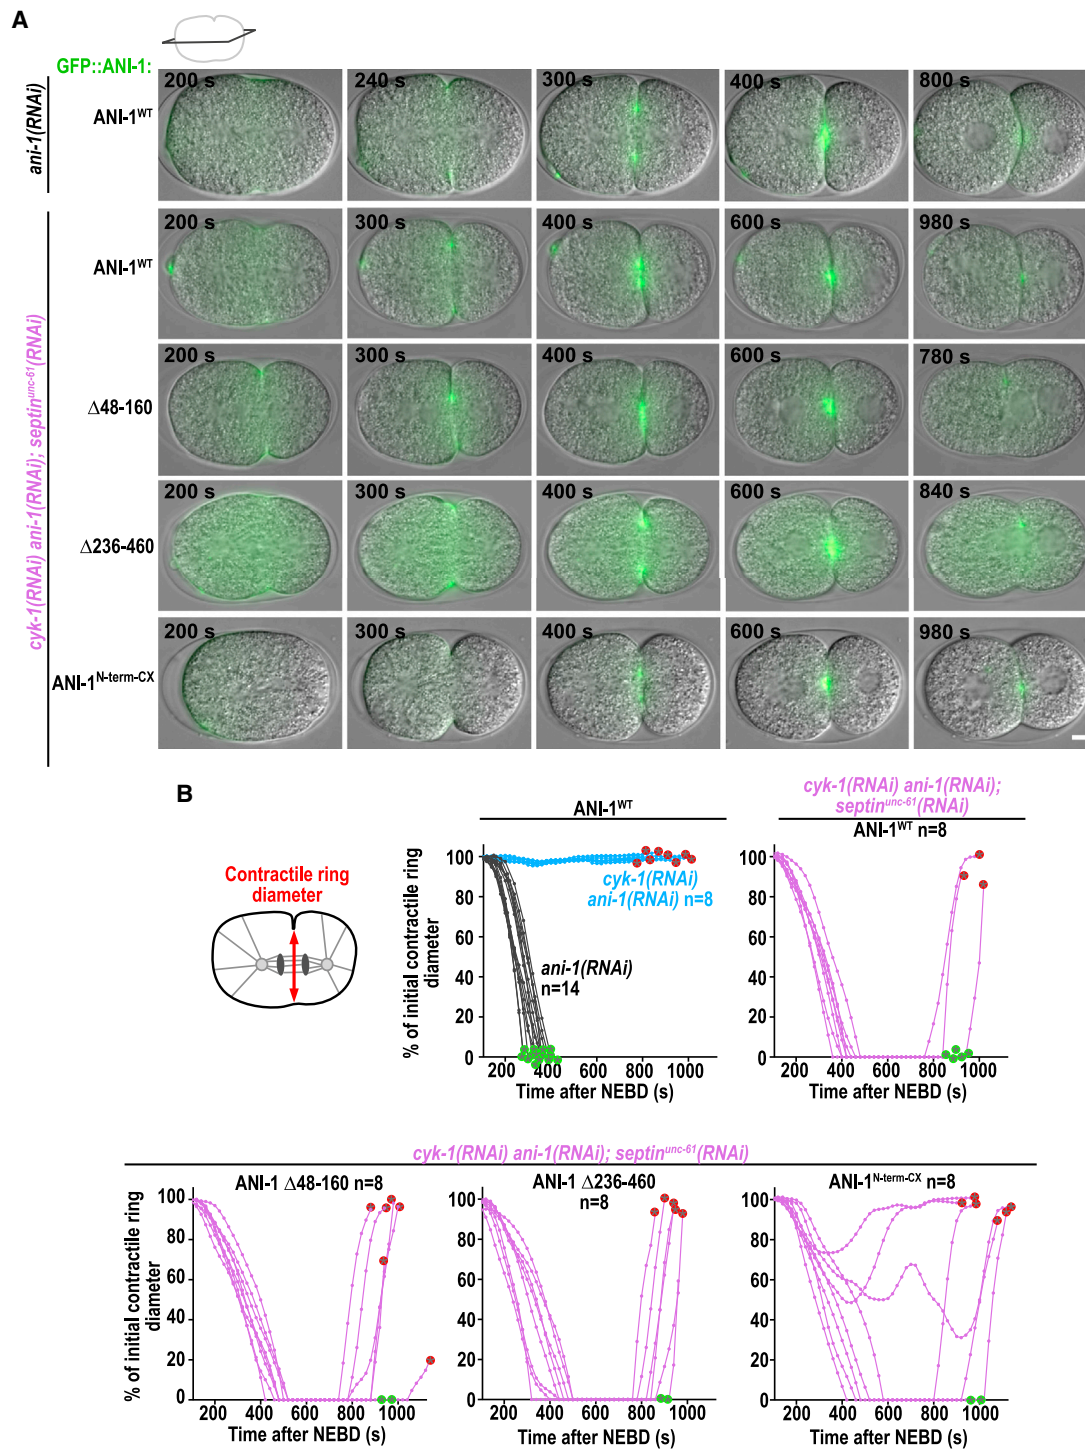 A
GFP::ANI-1:
ani-1(RNAi)
ANI-1WT
200 s
240 s
300 s
400 s
800 s
cyk-1(RNAi) ani-1(RNAi); septinunc-61(RNAi)
ANI-1WT
200 s
300 s
400 s
600 s
980 s
Δ48-160
200 s
300 s
400 s
600 s
780 s
Δ236-460
200 s
300 s
400 s
600 s
840 s
ANI-1N-term-CX
200 s
300 s
400 s
600 s
980 s
B
Contractile ring
diameter
ANI-1WT
% of initial contractile ring
diameter
100
80
60
40
20
0
cyk-1(RNAi)
ani-1(RNAi) n=8
ani-1(RNAi)
n=14
200 400 600 800 1000
Time after NEBD (s)
cyk-1(RNAi) ani-1(RNAi);
septinunc-61(RNAi)
ANI-1WT n=8
100
80
60
40
20
0
200 400 600 800 1000
Time after NEBD (s)
cyk-1(RNAi) ani-1(RNAi); septinunc-61(RNAi)
ANI-1 Δ48-160 n=8
% of initial contractile ring
diameter
100
80
60
40
20
0
200 400 600 800 1000
Time after NEBD (s)
ANI-1 Δ236-460
n=8
100
80
60
40
20
0
200 400 600 800 1000
Time after NEBD (s)
ANI-1N-term-CX n=8
100
80
60
40
20
0
200 400 600 800 1000
Time after NEBD (s)